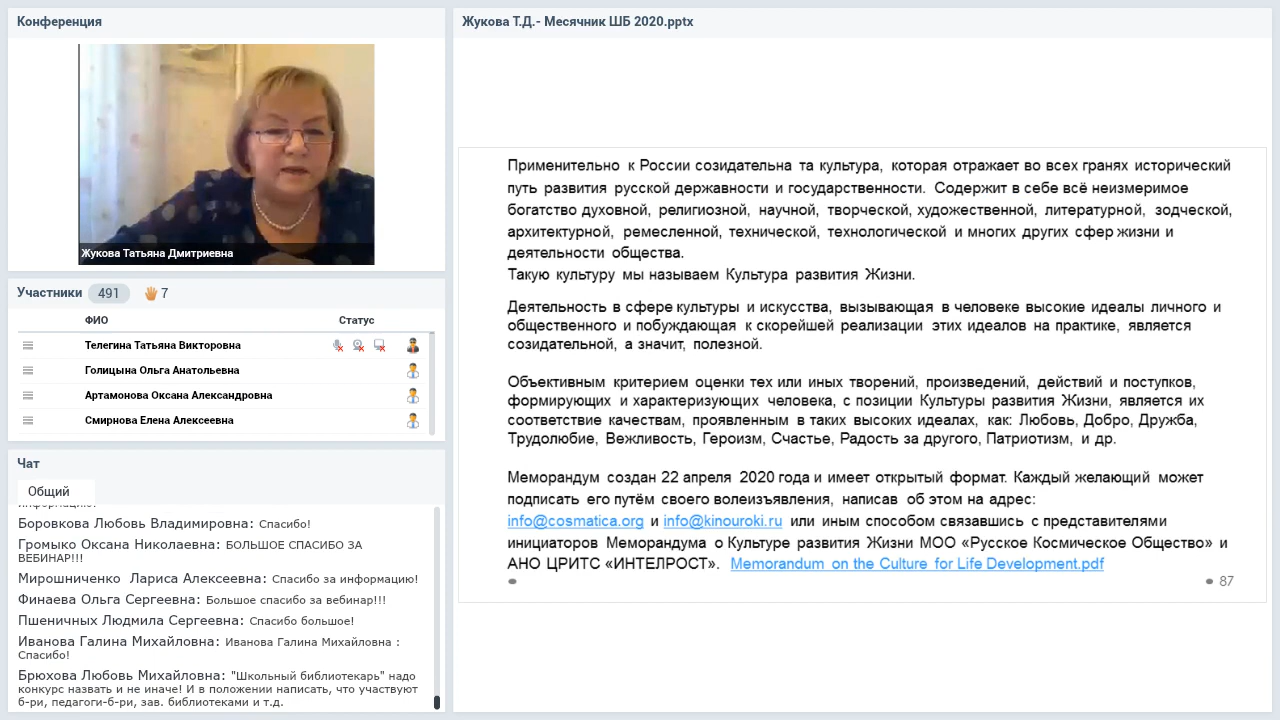 Конференция
Жукова Татьяна Дмитриевна
Участники 491 7
ФИО Статус
Телегина Татьяна Викторовна
Голицына Ольга Анатольевна
Артамонова Оксана Александровна
Смирнова Елена Алексеевна
Чат
Общий
информацию!
Боровкова Любовь Владимировна: Спасибо!
Громыко Оксана Николаевна: БОЛЬШОЕ СПАСИБО ЗА
ВЕБИНАР!!!
Мирошниченко Лариса Алексеевна: Спасибо за информацию!
Финаева Ольга Сергеевна: Большое спасибо за вебинар!!!
Пшеничных Людмила Сергеевна: Спасибо большое!
Иванова Галина Михайловна: Иванова Галина Михайловна :
Спасибо!
Брюхова Любовь Михайловна: "Школьный библиотекарь" надо
конкурс назвать и не иначе! И в положении написать, что участвуют
б-ри, педагоги-б-ри, зав. библиотеками и т.д.
Жукова Т.Д.- Месячник ШБ 2020.pptx
Применительно к России созидательна та культура, которая отражает во всех гранях исторический
путь развития русской державности и государственности. Содержит в себе всё неизмеримое
богатство духовной, религиозной, научной, творческой, художественной, литературной, зодческой,
архитектурной, ремесленной, технической, технологической и многих других сфер жизни и
деятельности общества.
Такую культуру мы называем Культура развития Жизни.
Деятельность в сфере культуры и искусства, вызывающая в человеке высокие идеалы личного и
общественного и побуждающая к скорейшей реализации этих идеалов на практике, является
созидательной, а значит, полезной.
Объективным критерием оценки тех или иных творений, произведений, действий и поступков,
формирующих и характеризующих человека, с позиции Культуры развития Жизни, является их
соответствие качествам, проявленным в таких высоких идеалах, как: Любовь, Добро, Дружба,
Трудолюбие, Вежливость, Героизм, Счастье, Радость за другого, Патриотизм, и др.
Меморандум создан 22 апреля 2020 года и имеет открытый формат. Каждый желающий может
подписать его путём своего волеизъявления, написав об этом на адрес:
info@cosmatica.org и info@kinouroki.ru или иным способом связавшись с представителями
инициаторов Меморандума о Культуре развития Жизни МОО «Русское Космическое Общество» и
АНО ЦРИТС «ИНТЕЛРОСТ». Memorandum on the Culture for Life Development.pdf
87